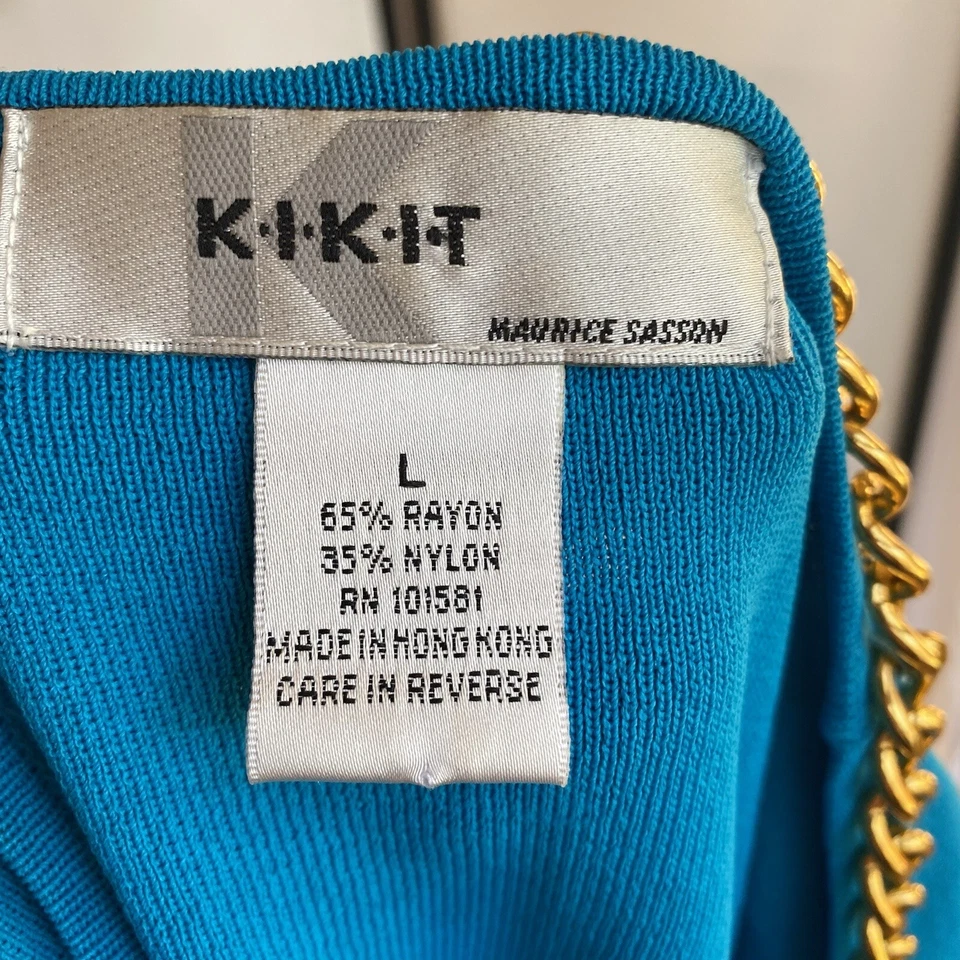 K·I·K·I·T
MAURICE SASSON
L
65% RAYON
35% NYLON
RN 101581
MADE IN HONG KONG
CARE IN REVERSE